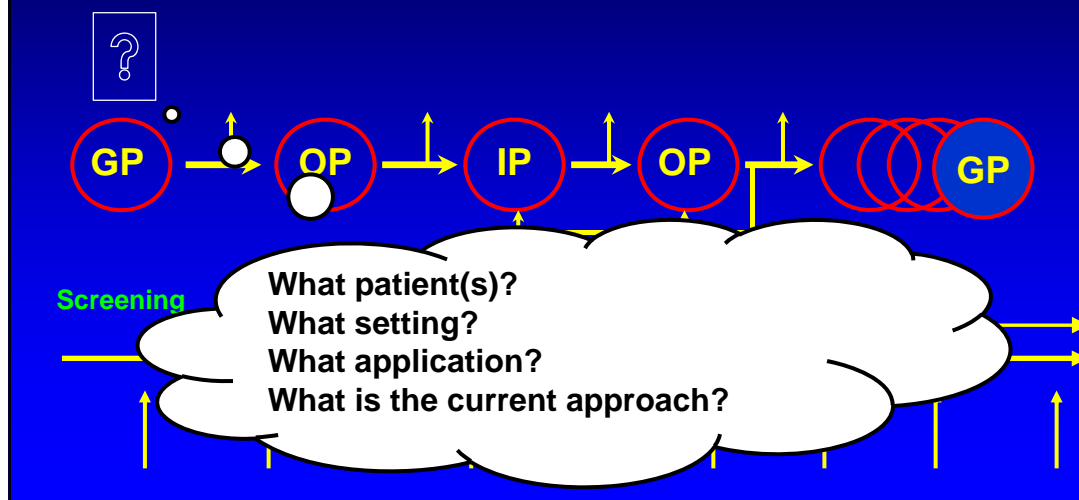 ?
GP OP IP OP GP
Screening
What patient(s)?
What setting?
What application?
What is the current approach?